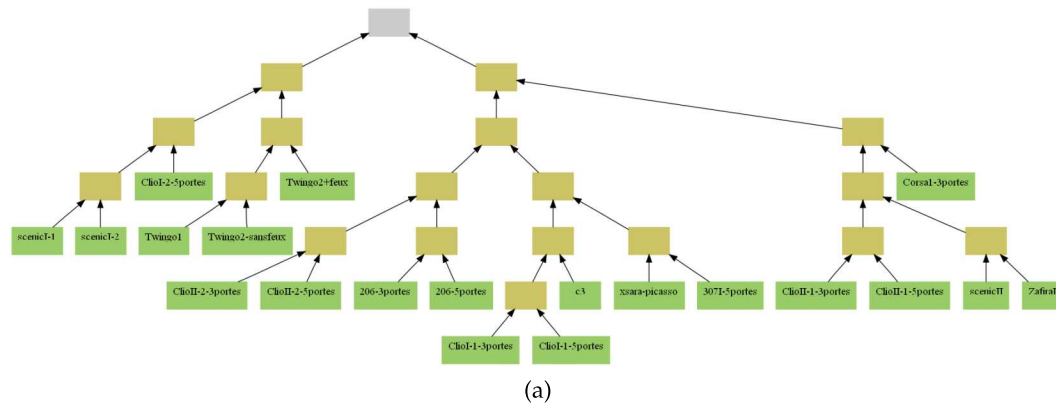 ClioI-2-5portes
Twingo2+feux
Corsa1-3portes
scenicI-1
scenicI-2
Twingo1
Twingo2-sansfeux
ClioII-2-3portes
ClioII-2-5portes
206-3portes
206-5portes
c3
xsara-picasso
307I-5portes
ClioII-1-3portes
ClioII-1-5portes
scenicII
ClioI-1-3portes
ClioI-1-5portes
(a)